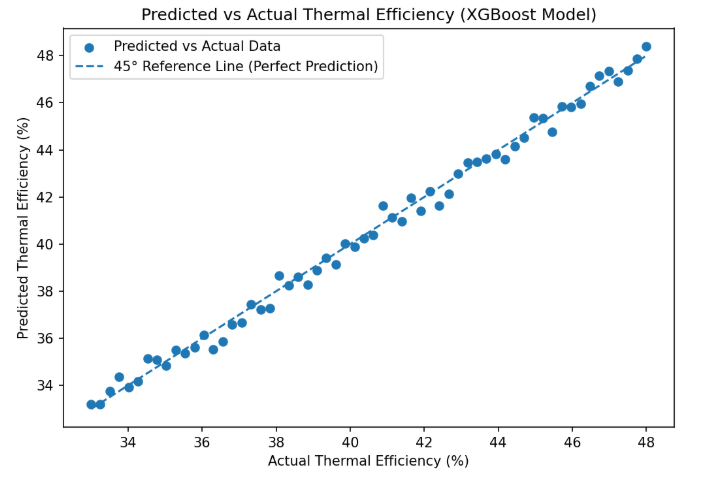 Predicted vs Actual Thermal Efficiency (XGBoost Model)
Predicted vs Actual Data
45° Reference Line (Perfect Prediction)
Predicted Thermal Efficiency (%)
48
46
44
42
40
38
36
34
34 36 38 40 42 44 46 48
Actual Thermal Efficiency (%)